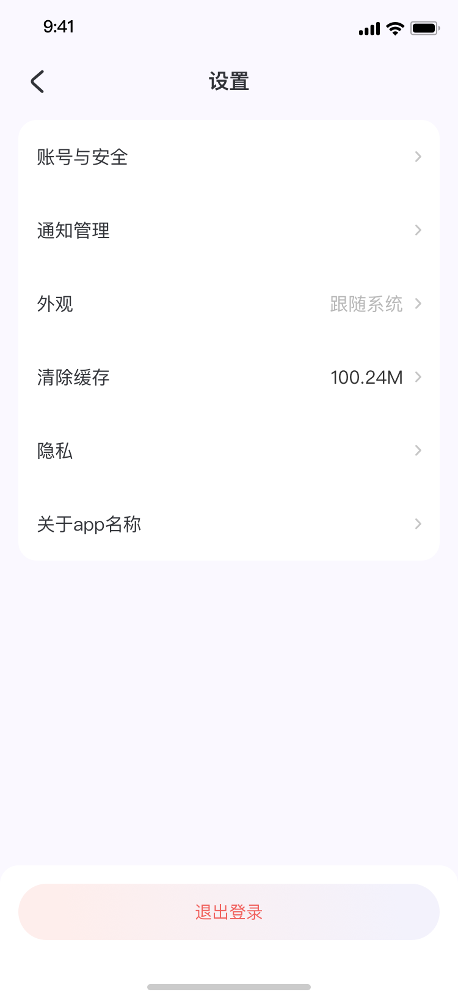 9:41
设置
账号与安全
通知管理
外观 跟随系统
清除缓存 100.24M
隐私
关于app名称
退出登录